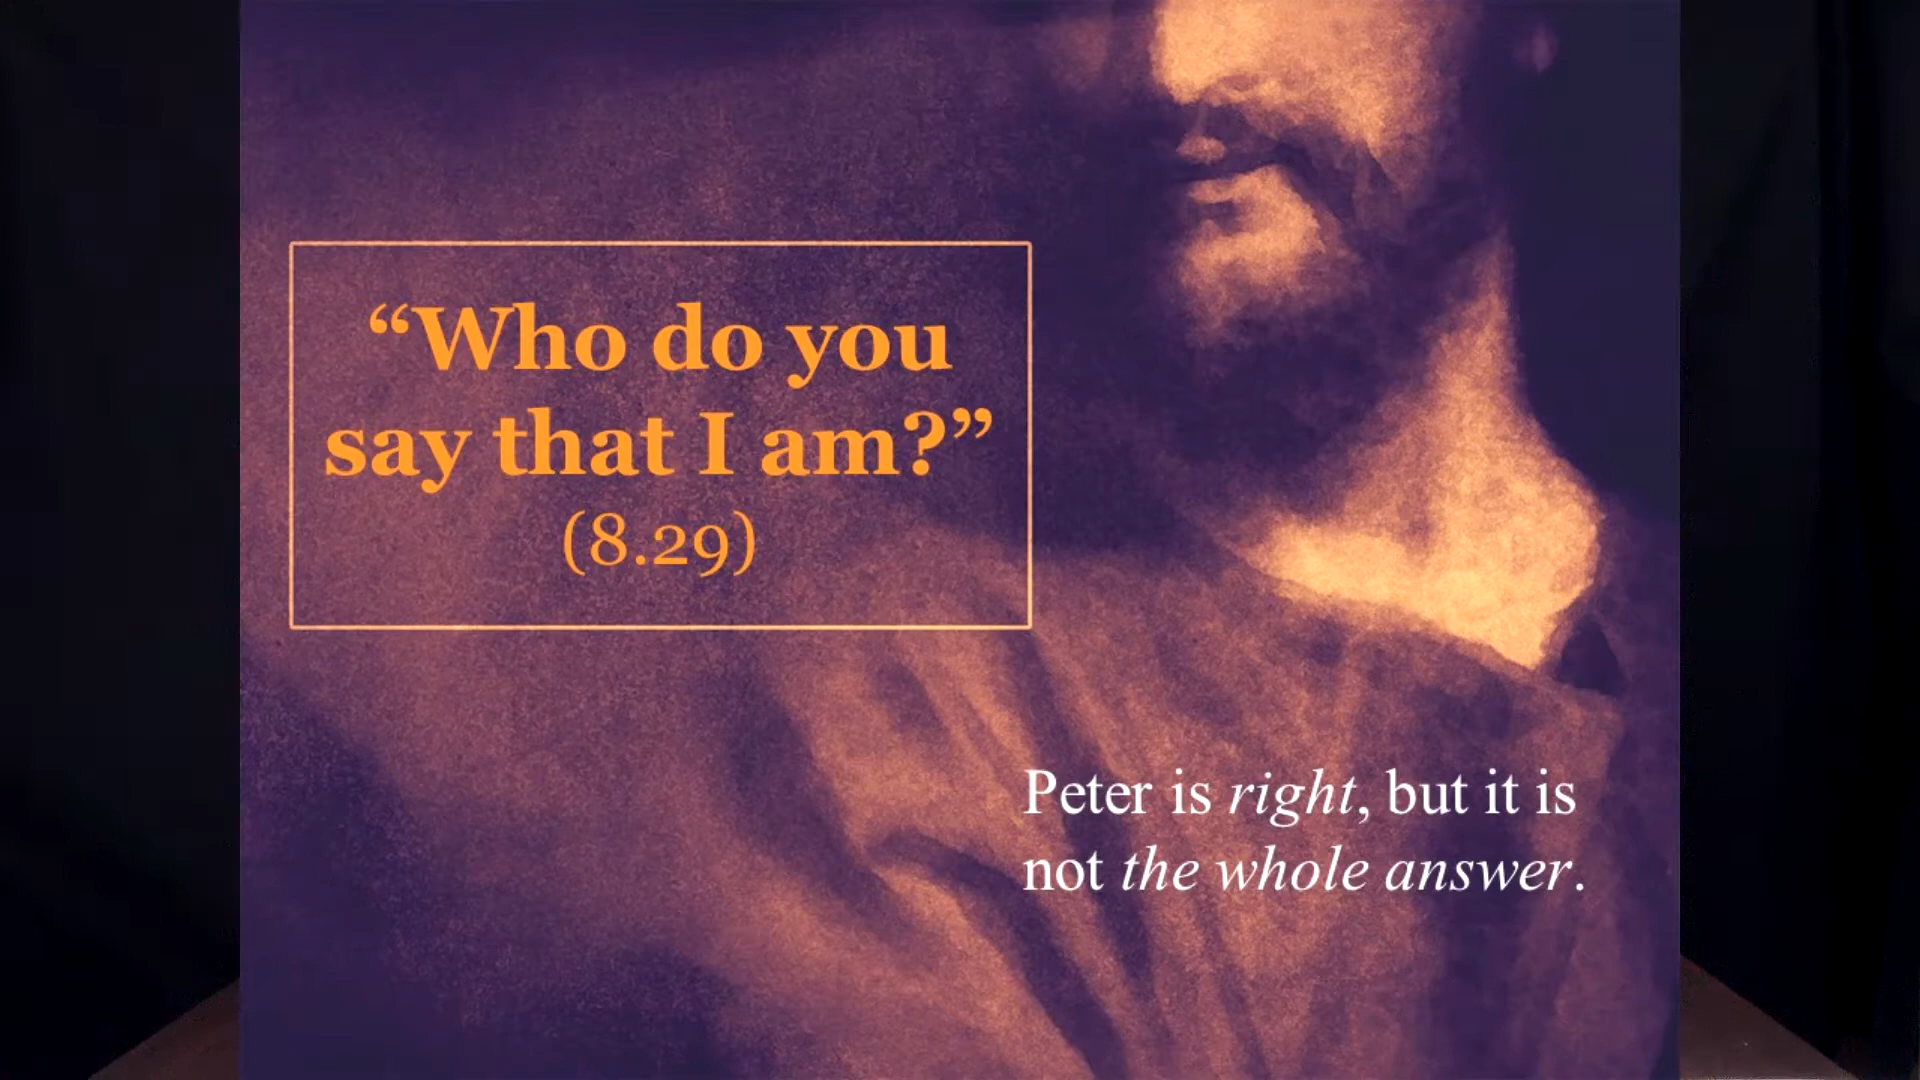 “Who do you
say that I am?”
(8.29)
Peter is right, but it is
not the whole answer.